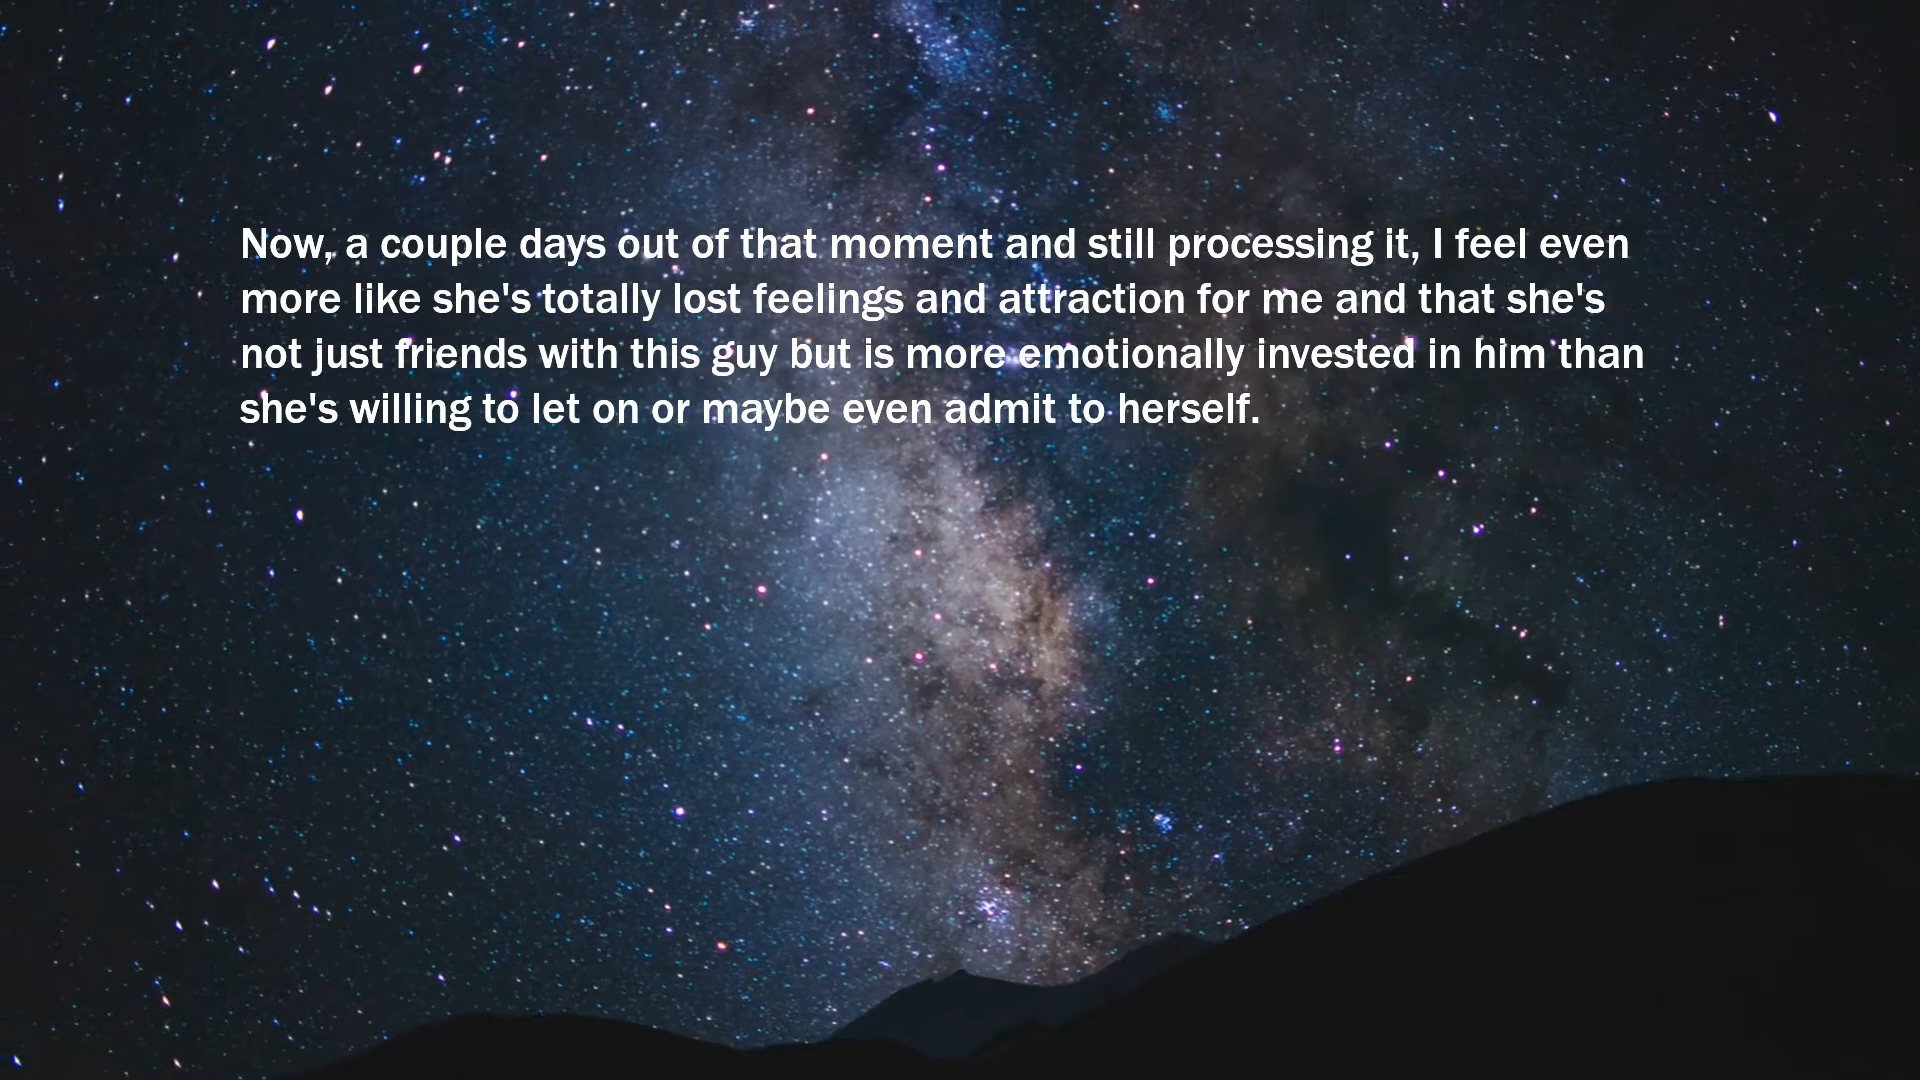 Now, a couple days out of that moment and still processing it, I feel even
more like she's totally lost feelings and attraction for me and that she's
not just friends with this guy but is more emotionally invested in him than
she's willing to let on or maybe even admit to herself.